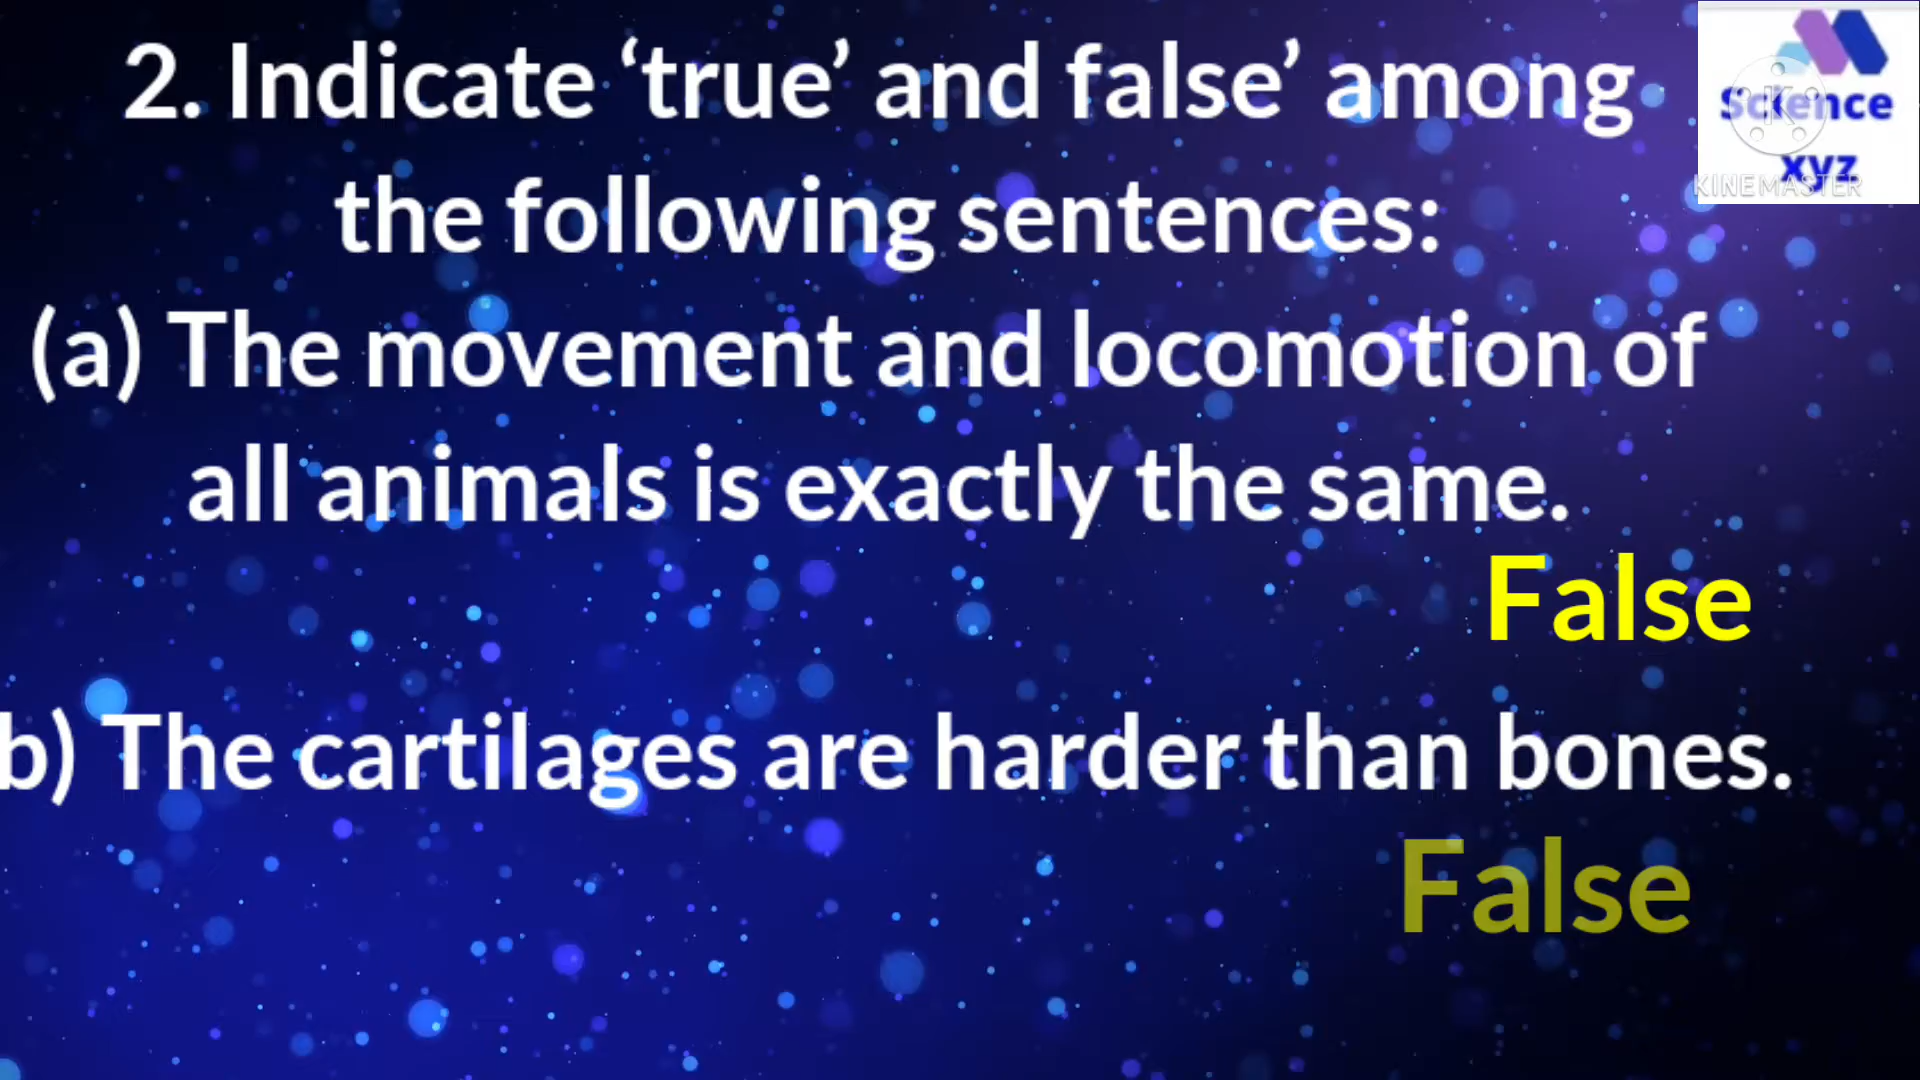 2. Indicate ‘true’ and false’ among
the following sentences:
(a) The movement and locomotion of
all animals is exactly the same.
False
b) The cartilages are harder than bones.
False
Science
xyz
KINEMASTER